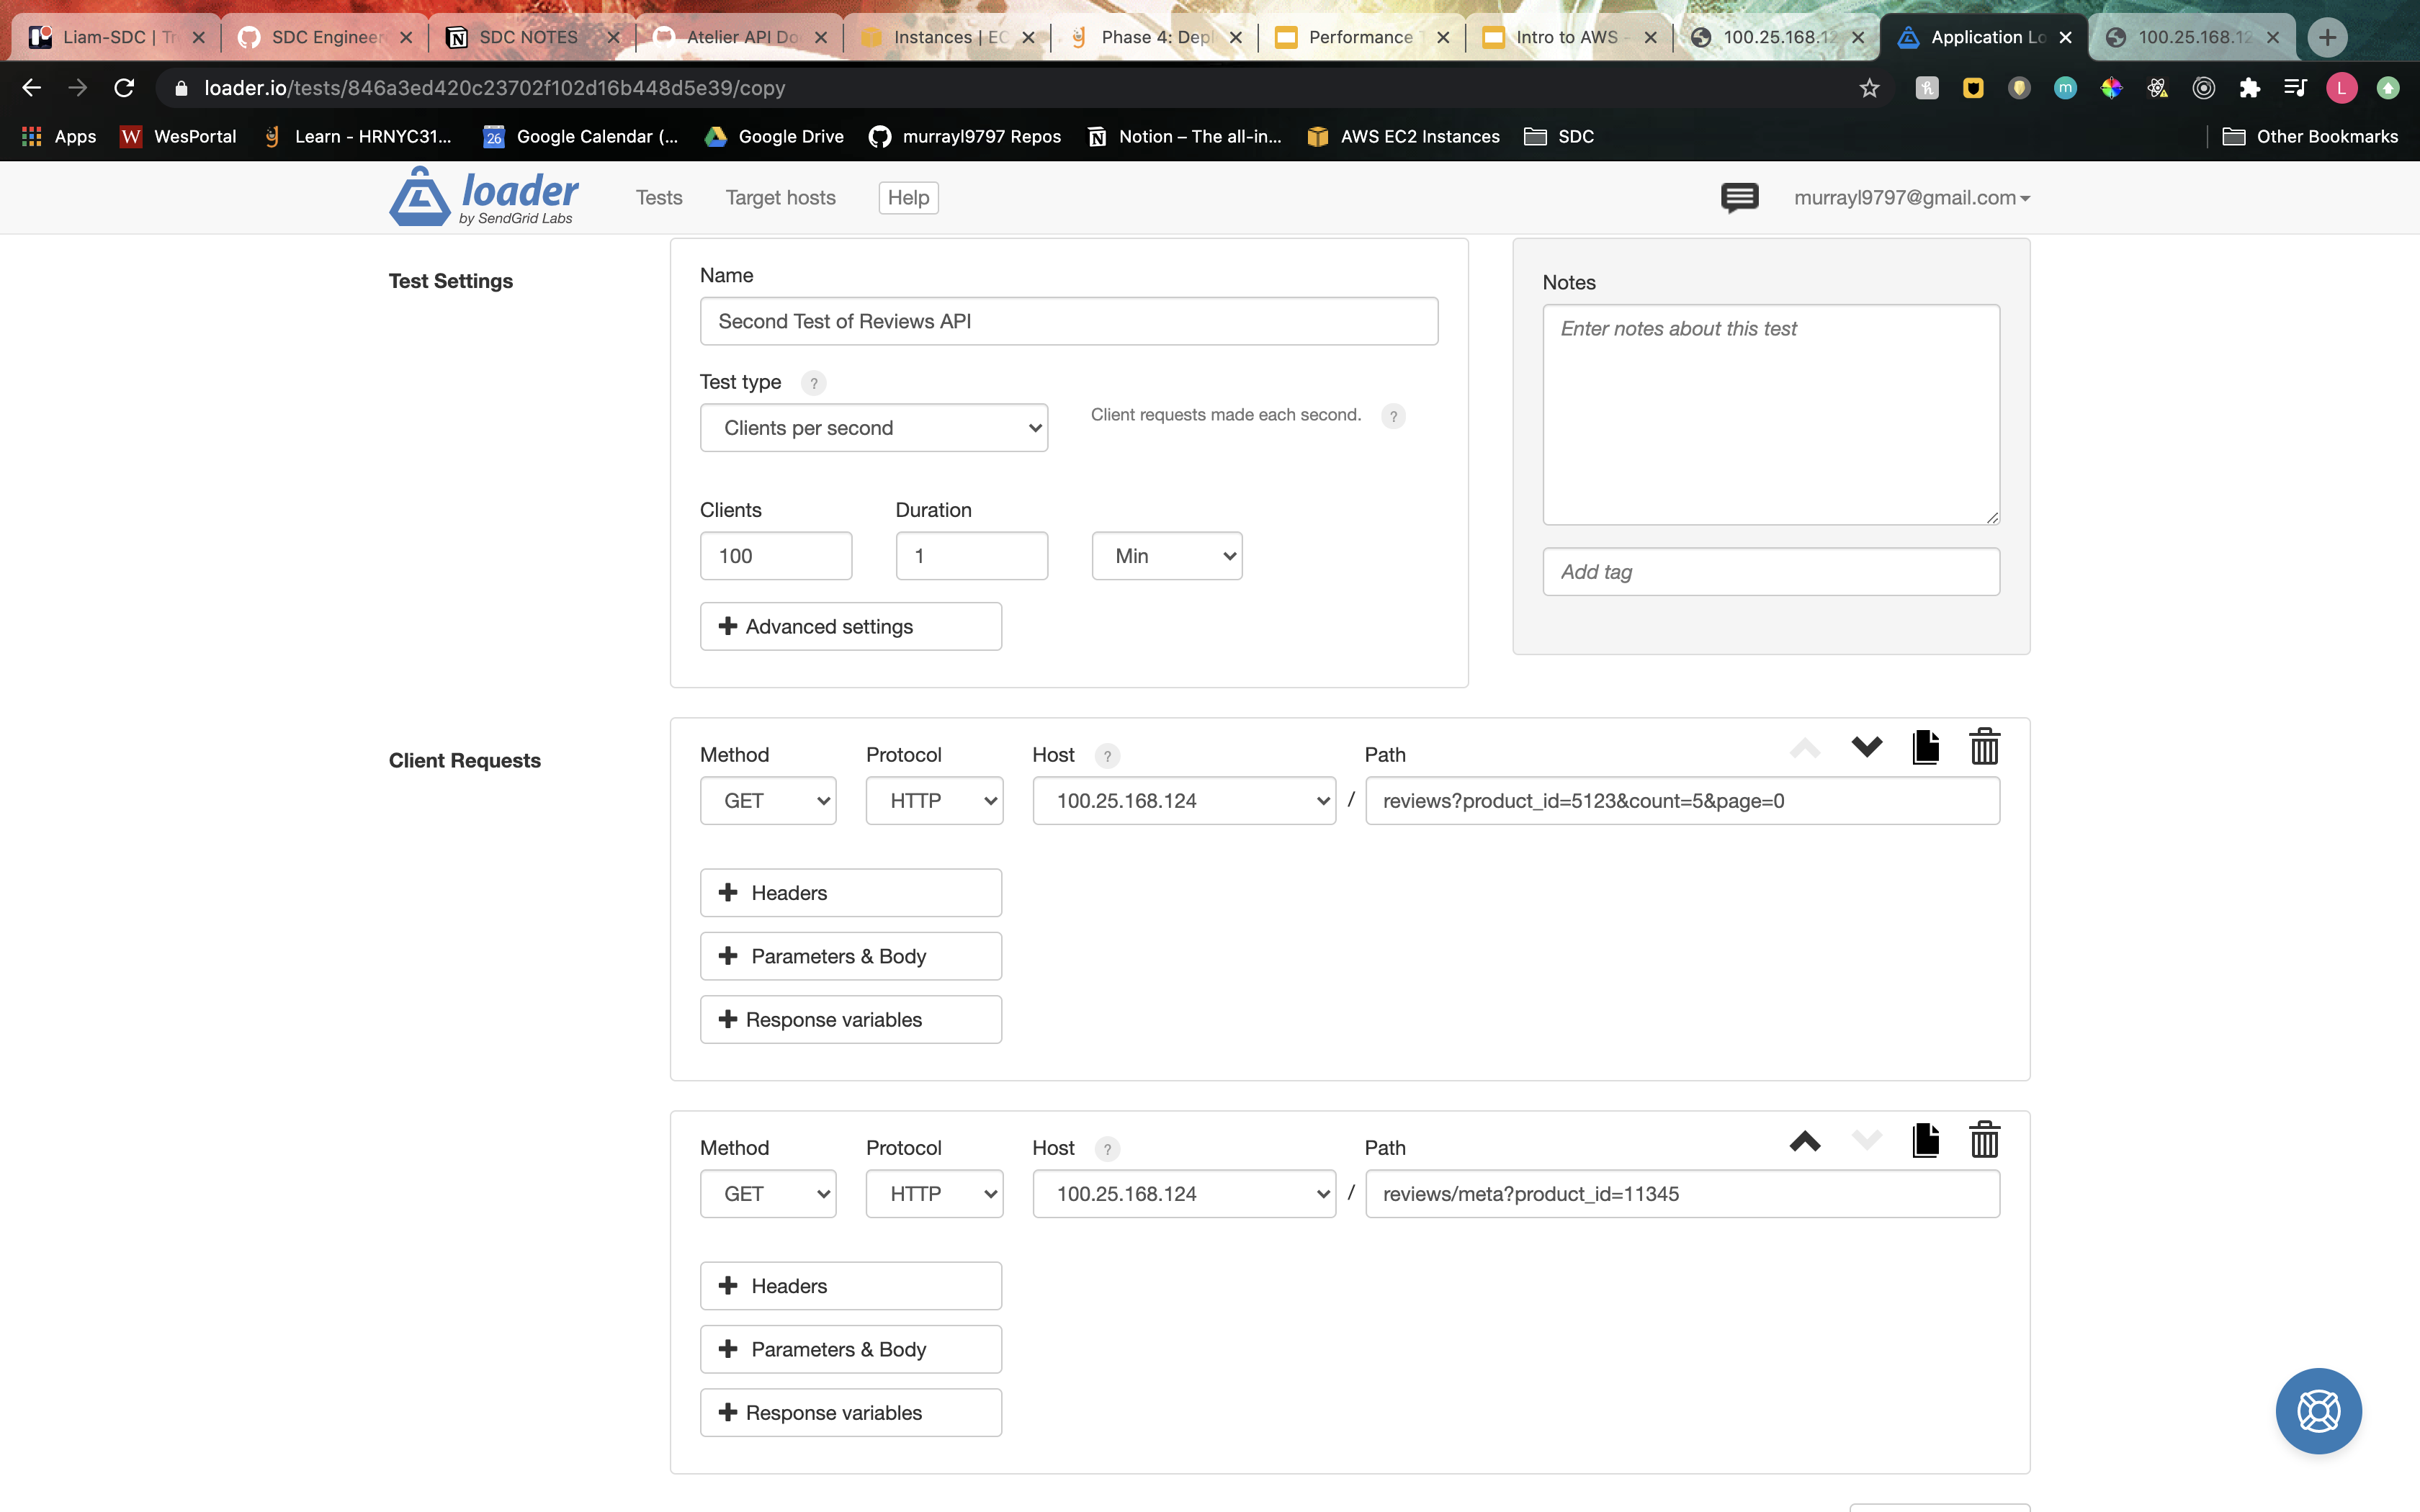 Liam-SDC | Tr
SDC Engineer
SDC NOTES
Atelier API Do
Instances | EC
Phase 4: Depl
Performance T
Intro to AWS -
100.25.168.12
Application Lo
100.25.168.12
loader.io/tests/846a3ed420c23702f102d16b448d5e39/copy
Apps
WesPortal
Learn - HRNYC31...
Google Calendar (...
Google Drive
murrayl9797 Repos
Notion – The all-in...
AWS EC2 Instances
SDC
Other Bookmarks
loader
by SendGrid Labs
Tests
Target hosts
Help
murrayl9797@gmail.com
Test Settings
Name
Second Test of Reviews API
Test type ?
Clients per second
Client requests made each second. ?
Clients
Duration
100
1
Min
+ Advanced settings
Notes
Enter notes about this test
Add tag
Client Requests
Method
Protocol
Host ?
Path
GET
HTTP
100.25.168.124
/
reviews?product_id=5123&count=5&page=0
+ Headers
+ Parameters & Body
+ Response variables
Method
Protocol
Host ?
Path
GET
HTTP
100.25.168.124
/
reviews/meta?product_id=11345
+ Headers
+ Parameters & Body
+ Response variables